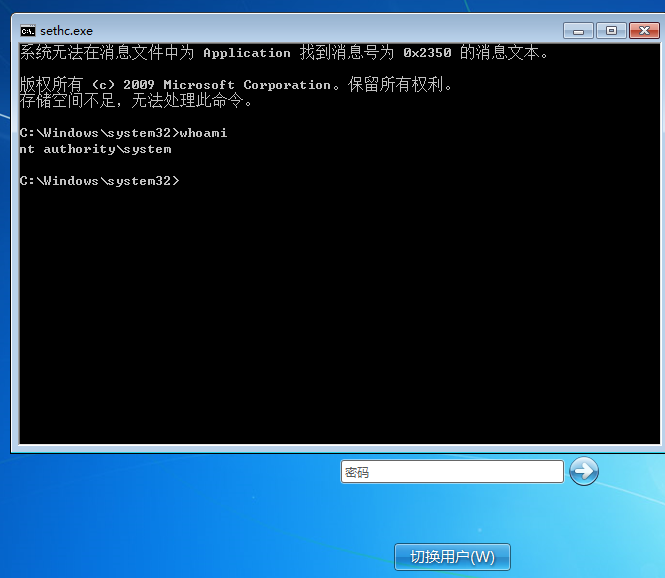 sethc.exe
系统无法在消息文件中为 Application 找到消息号为 0x2350 的消息文本。
版权所有 (c) 2009 Microsoft Corporation。保留所有权利。
存储空间不足，无法处理此命令。
C:\Windows\system32>whoami
nt authority\system
C:\Windows\system32>
密码
切换用户(W)